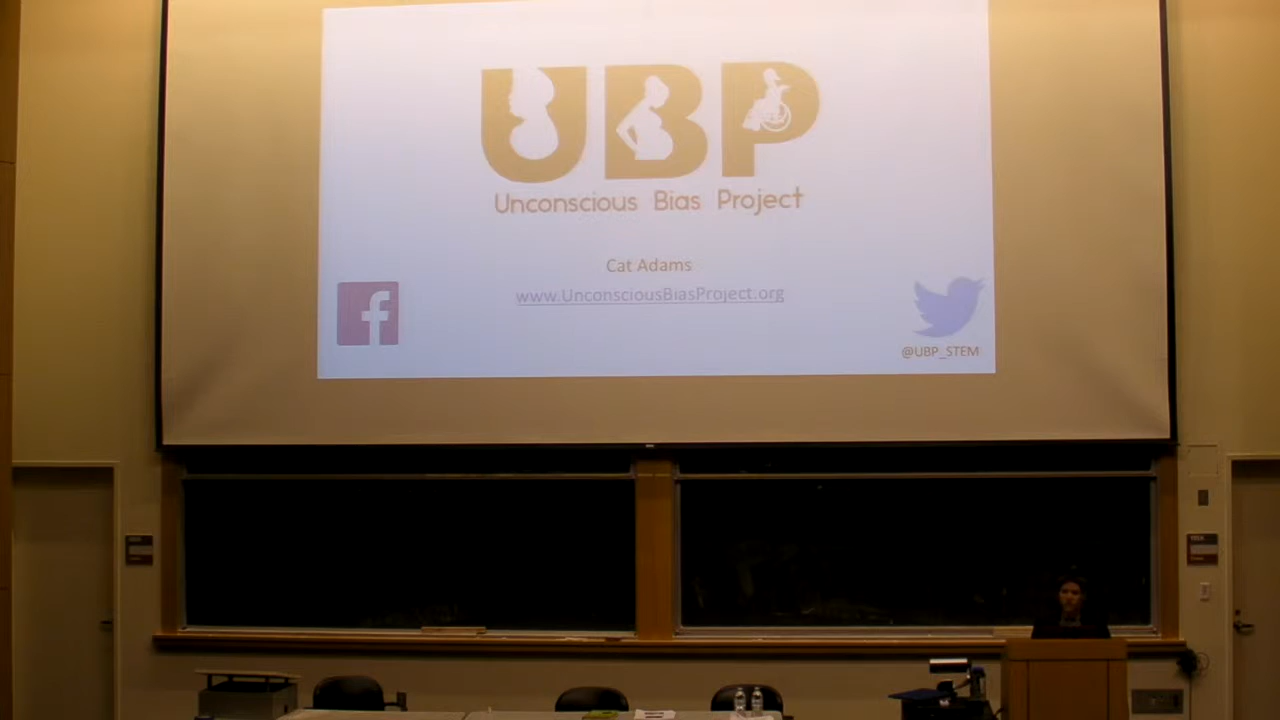 UBP
Unconscious Bias Project
Cat Adams
www.UnconsciousBiasProject.org
@UBP_STEM